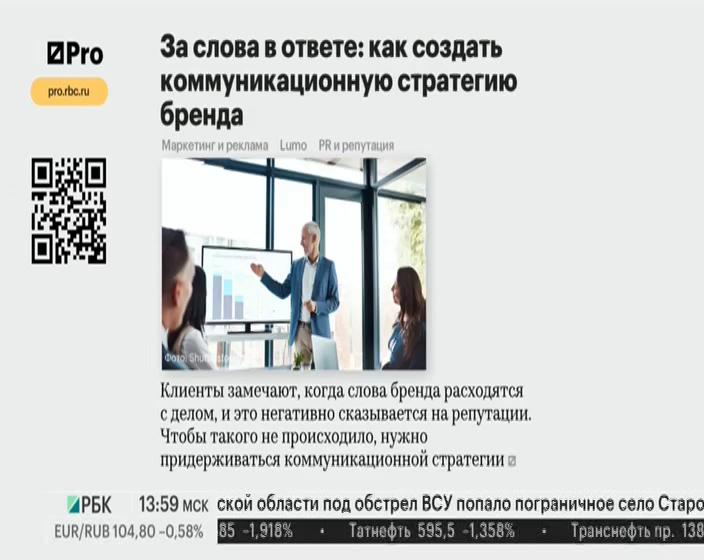 Pro
pro.rbc.ru
За слова в ответе: как создать
коммуникационную стратегию
бренда
Маркетинг и реклама Lumo PR и репутация
Фото: Shutterstock
Клиенты замечают, когда слова бренда расходятся
с делом, и это негативно сказывается на репутации.
Чтобы такого не происходило, нужно
придерживаться коммуникационной стратегии
РБК 13:59 МСК ской области под обстрел ВСУ попало пограничное село Старо
EUR/RUB 104,80 -0,58% 85 -1,918% • Татнефть 595,5 -1,358% • Транснефть пр. 138